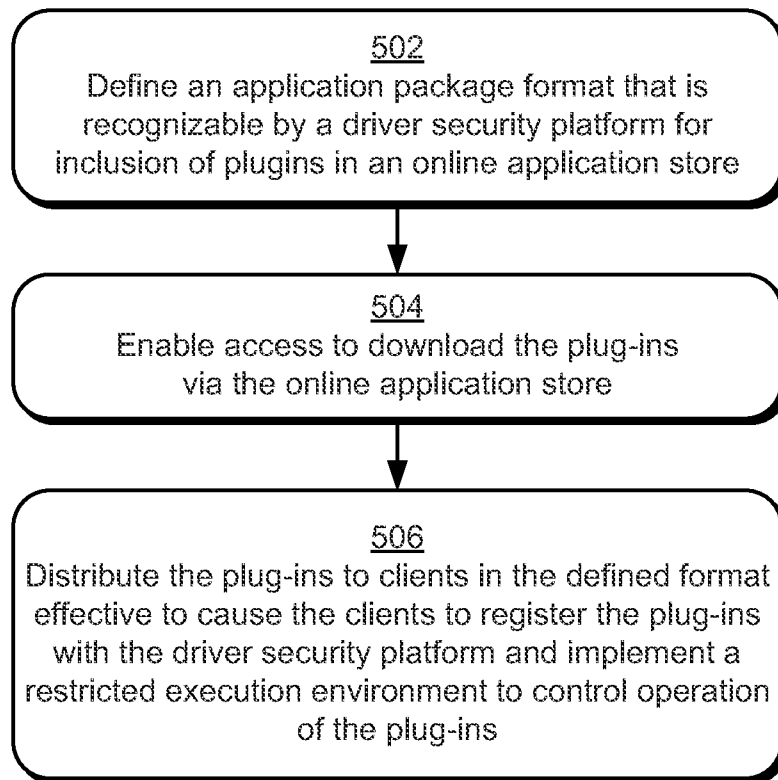 502
Define an application package format that is
recognizable by a driver security platform for
inclusion of plugins in an online application store
504
Enable access to download the plug-ins
via the online application store
506
Distribute the plug-ins to clients in the defined format
effective to cause the clients to register the plug-ins
with the driver security platform and implement a
restricted execution environment to control operation
of the plug-ins